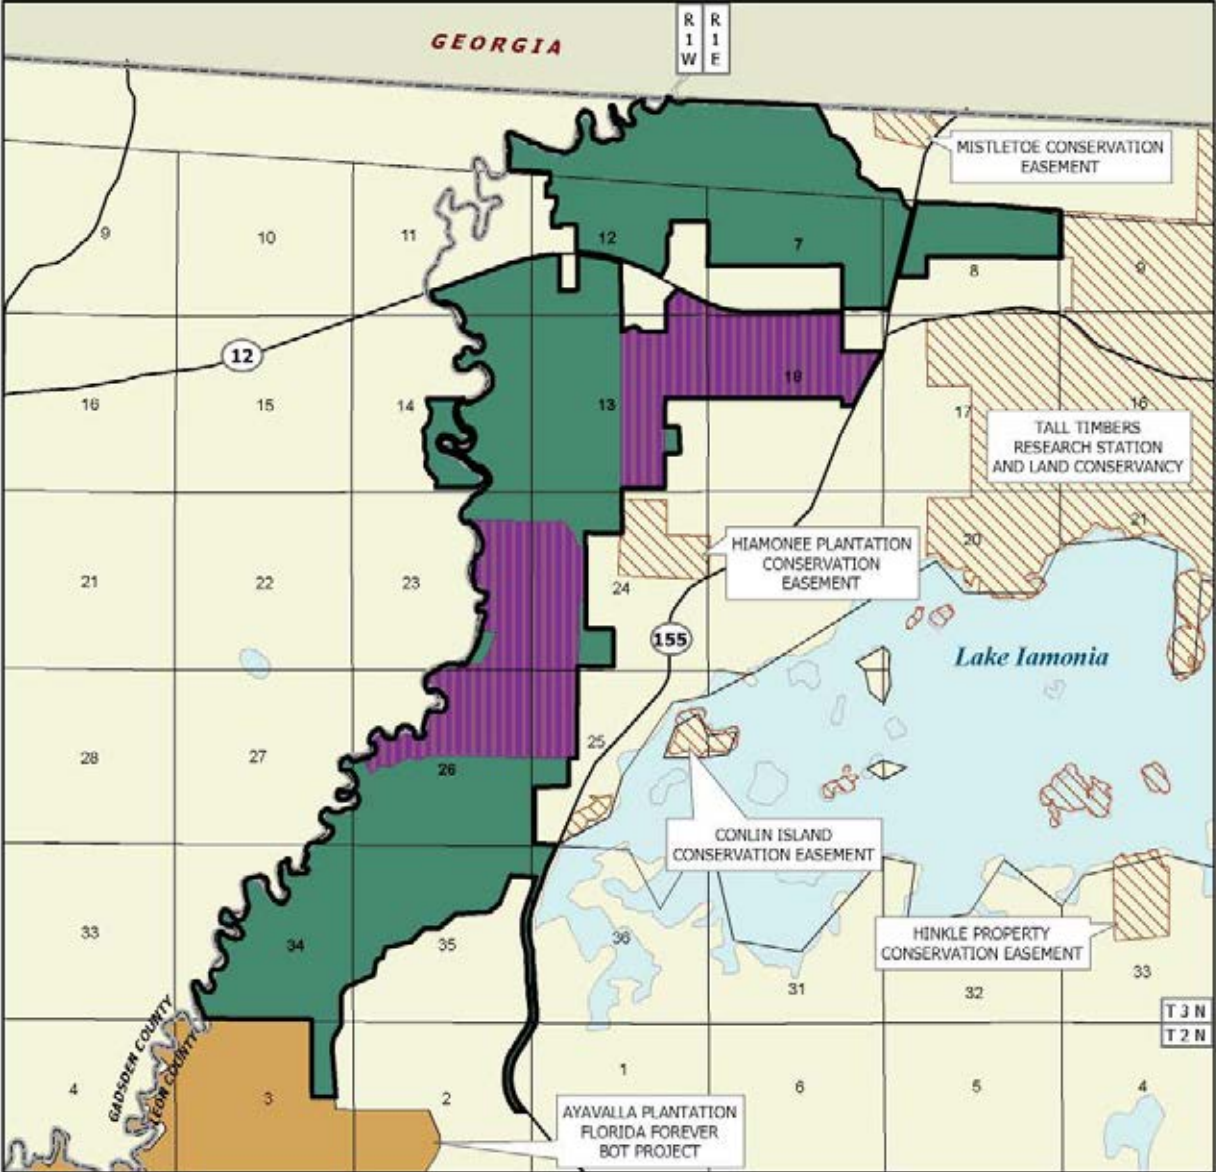 GEORGIA
R
1
W
R
1
E
MISTLETOE CONSERVATION
EASEMENT
9
10
11
12
7
8
9
12
16
15
14
13
18
17
16
TALL TIMBERS
RESEARCH STATION
AND LAND CONSERVANCY
21
22
23
24
20
21
HIAMONEE PLANTATION
CONSERVATION
EASEMENT
155
Lake Iamonia
28
27
26
25
CONLIN ISLAND
CONSERVATION EASEMENT
33
34
35
36
31
32
33
HINKLE PROPERTY
CONSERVATION EASEMENT
T 3 N
T 2 N
GADSDEN COUNTY
LEON COUNTY
4
3
2
1
6
5
4
AYAVALLA PLANTATION
FLORIDA FOREVER
BOT PROJECT